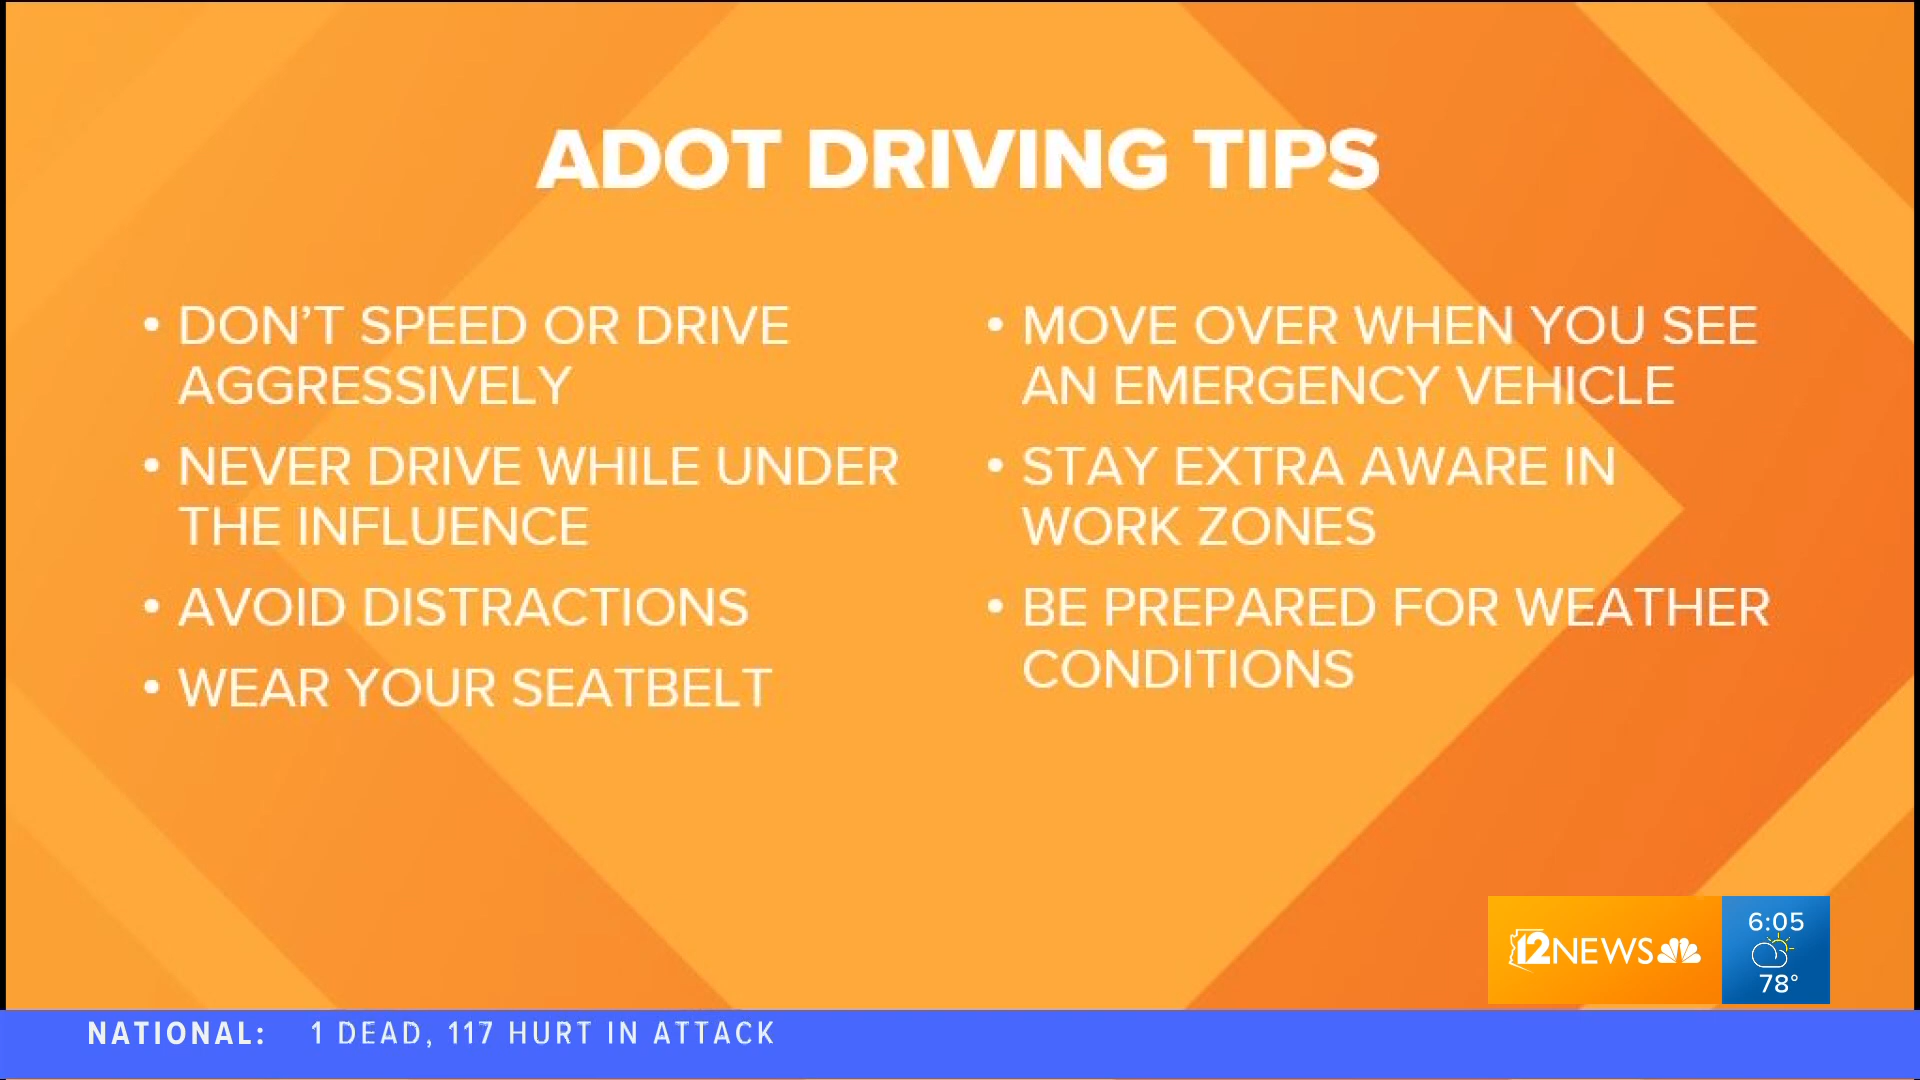 ADOT DRIVING TIPS
• DON’T SPEED OR DRIVE
AGGRESSIVELY
• NEVER DRIVE WHILE UNDER
THE INFLUENCE
• AVOID DISTRACTIONS
• WEAR YOUR SEATBELT
• MOVE OVER WHEN YOU SEE
AN EMERGENCY VEHICLE
• STAY EXTRA AWARE IN
WORK ZONES
• BE PREPARED FOR WEATHER
CONDITIONS
12NEWS
6:05
78°
NATIONAL: 1 DEAD, 117 HURT IN ATTACK